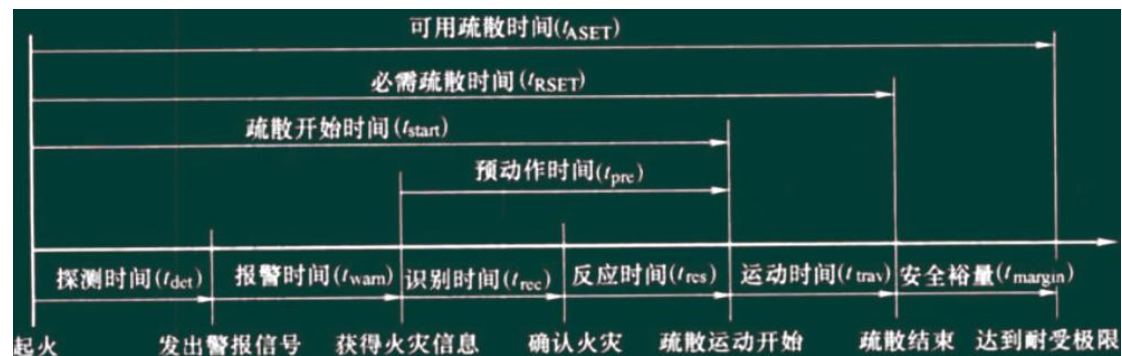 可用疏散时间(tASET)
必需疏散时间(tRSET)
疏散开始时间(tstart)
预动作时间(tpre)
探测时间(tdet) 报警时间(twarn) 识别时间(trec) 反应时间(tres) 运动时间(ttrav) 安全裕量(tmargin)
起火 发出警报信号 获得火灾信息 确认火灾 疏散运动开始 疏散结束 达到耐受极限